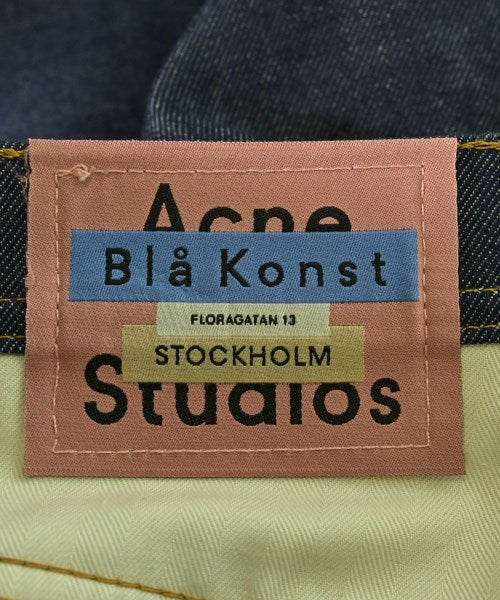 Acne
Blå Konst
FLORAGATAN 13
STOCKHOLM
Studios